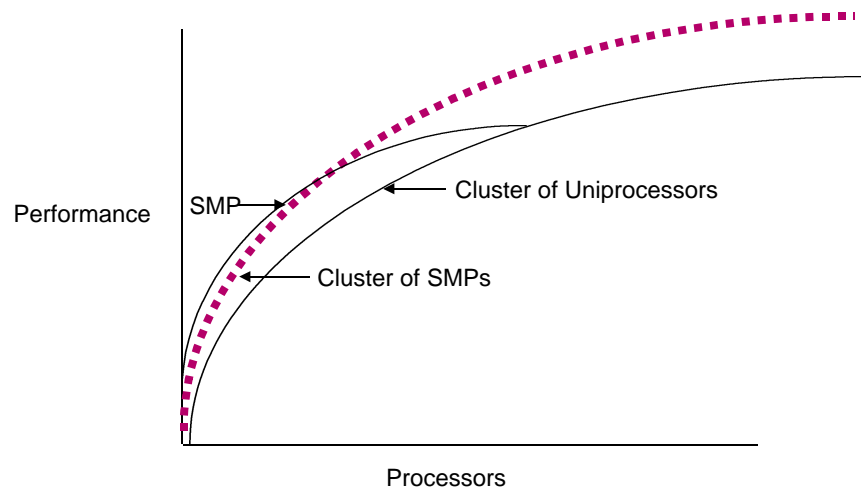 Performance
SMP
Cluster of Uniprocessors
Cluster of SMPs
Processors